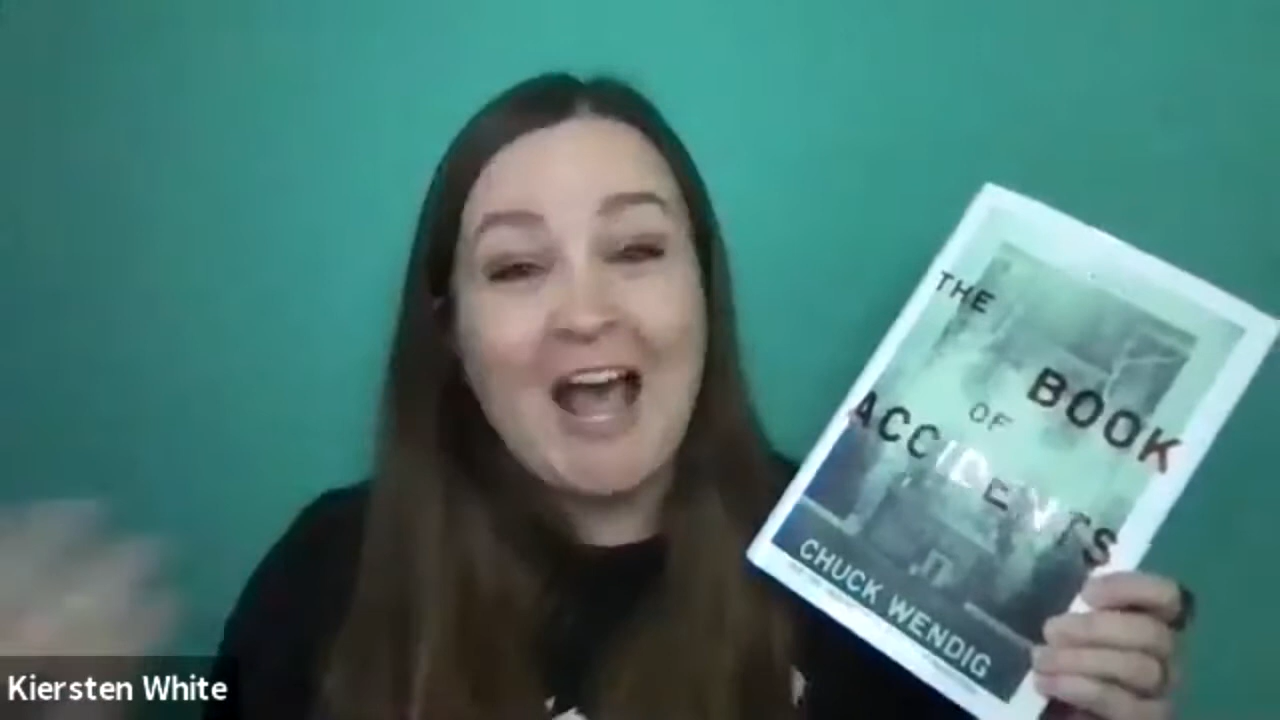 THE
BOOK
OF
ACCIDENTS
CHUCK WENDIG
Kiersten White